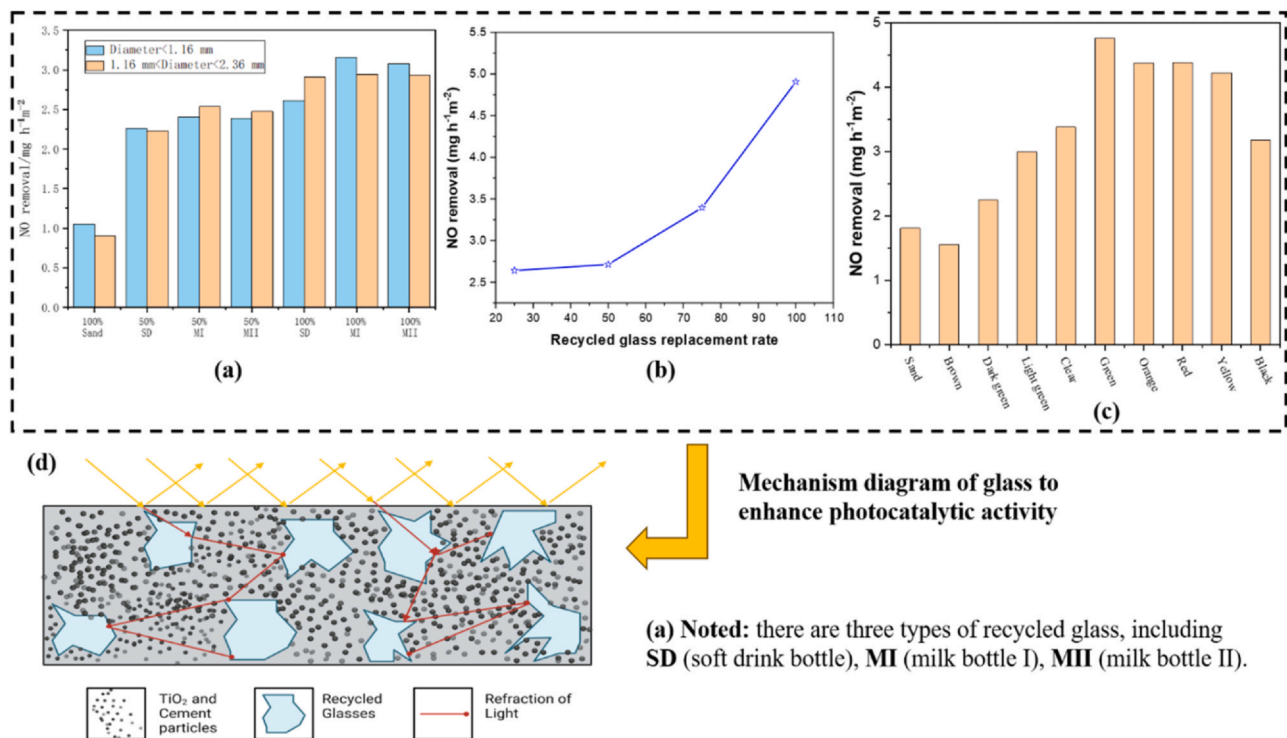 3.5
3.0
2.5
2.0
1.5
1.0
0.5
0.0
NO removal/mg h⁻¹m⁻²
Diameter<1.16 mm
1.16 mm<Diameter<2.36 mm
100% Sand
50% SD
50% MI
50% MII
100% SD
100% MI
100% MII
(a)
5.5
5.0
4.5
4.0
3.5
3.0
2.5
NO removal (mg h⁻¹m⁻²)
20 30 40 50 60 70 80 90 100 110
Recycled glass replacement rate
(b)
5
4
3
2
1
0
NO removal (mg h⁻¹m⁻²)
Sand
Brown
Dark green
Light green
Clear
Green
Orange
Red
Yellow
Black
(c)
(d)
Mechanism diagram of glass to
enhance photocatalytic activity
(a) Noted: there are three types of recycled glass, including
SD (soft drink bottle), MI (milk bottle I), MII (milk bottle II).
TiO₂ and
Cement
particles
Recycled
Glasses
Refraction of
Light